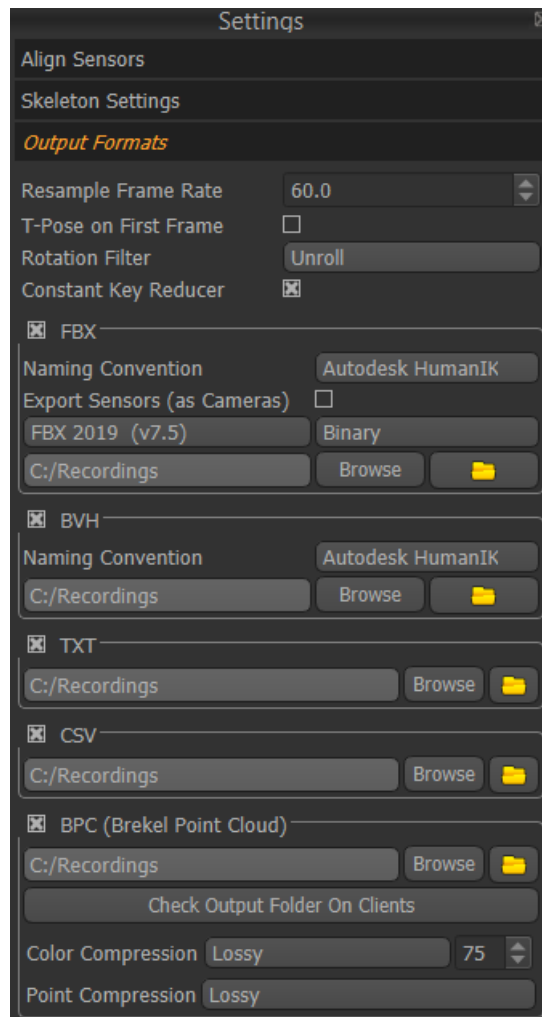 Settings
Align Sensors
Skeleton Settings
Output Formats
Resample Frame Rate 60.0
T-Pose on First Frame
Rotation Filter Unroll
Constant Key Reducer
FBX
Naming Convention Autodesk HumanIK
Export Sensors (as Cameras)
FBX 2019 (v7.5) Binary
C:/Recordings Browse
BVH
Naming Convention Autodesk HumanIK
C:/Recordings Browse
TXT
C:/Recordings Browse
CSV
C:/Recordings Browse
BPC (Brekel Point Cloud)
C:/Recordings Browse
Check Output Folder On Clients
Color Compression Lossy 75
Point Compression Lossy